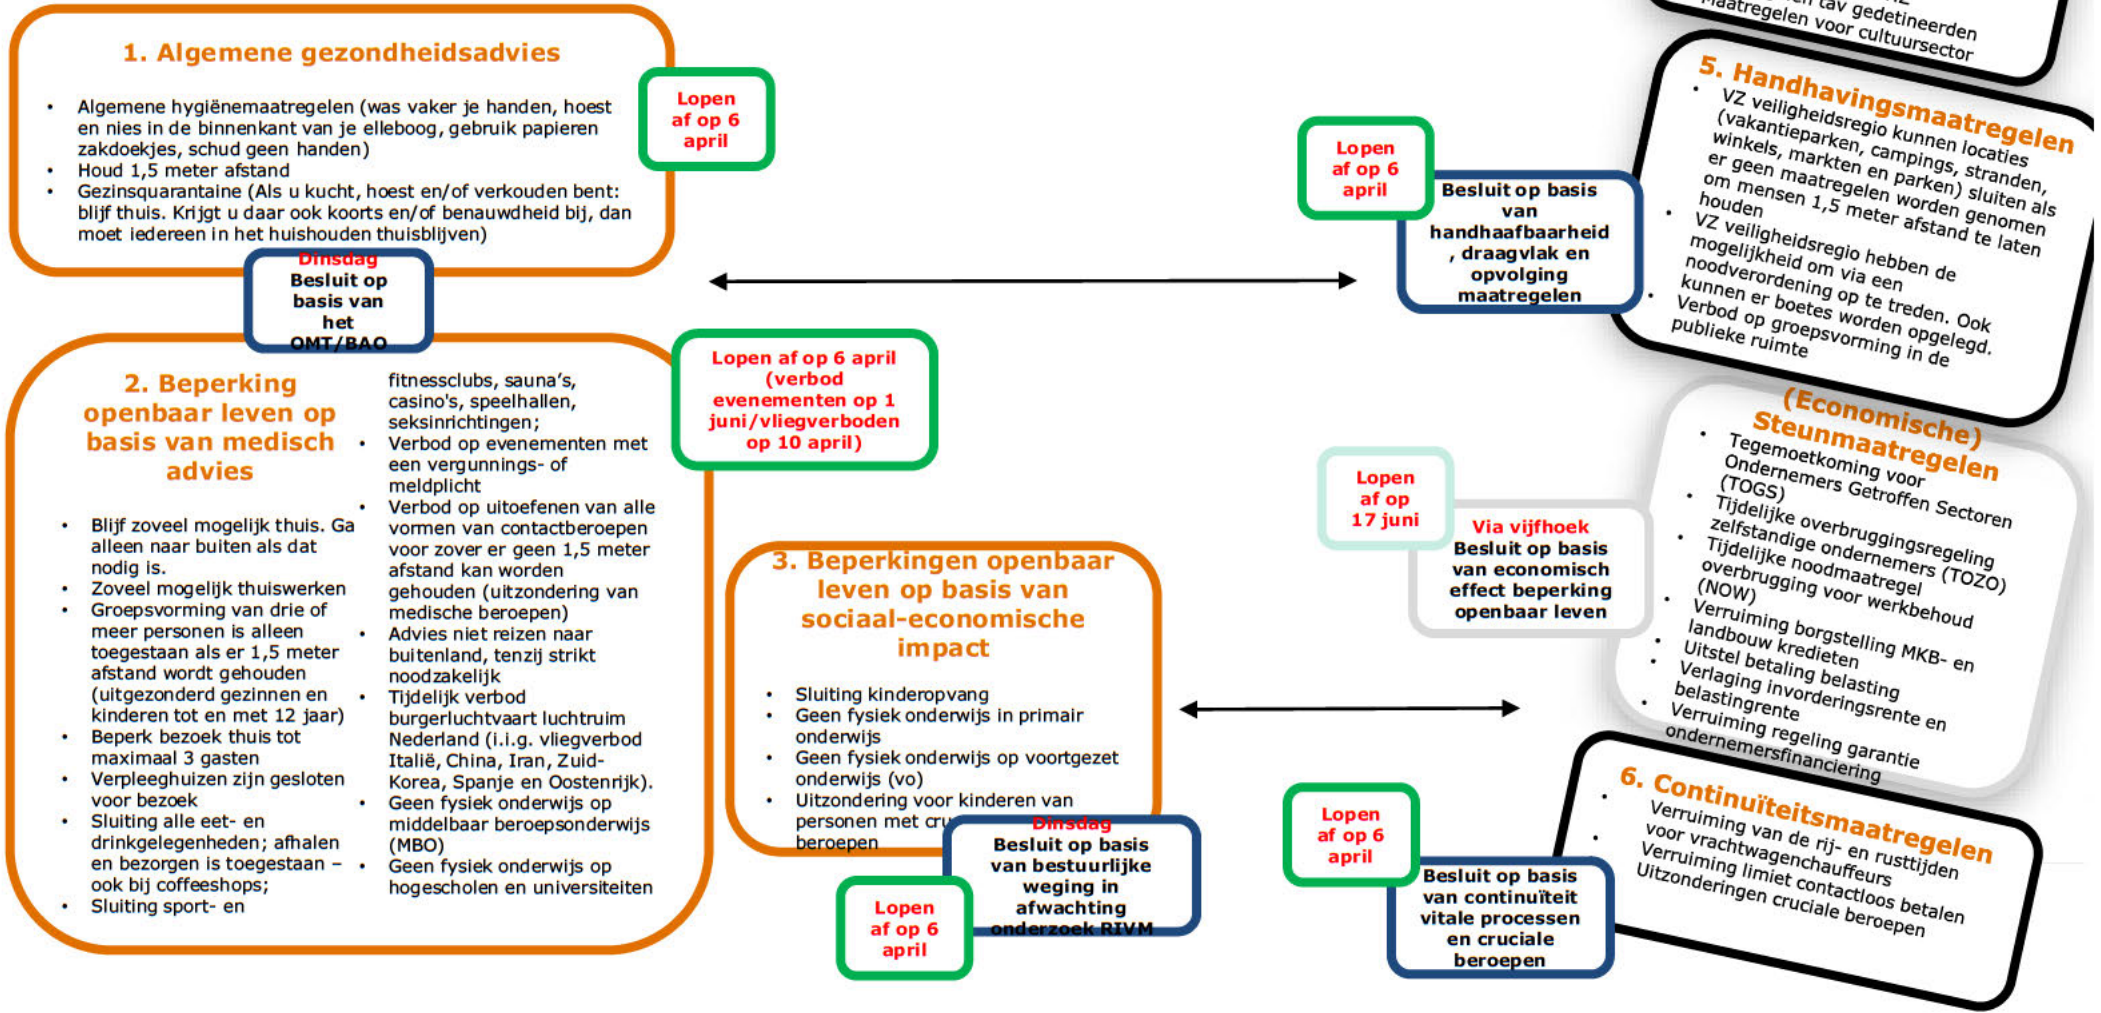 1. Algemene gezondheidsadvies
• Algemene hygiënemaatregelen (was vaker je handen, hoest
en nies in de binnenkant van je elleboog, gebruik papieren
zakdoekjes, schud geen handen)
• Houd 1,5 meter afstand
• Gezinsquarantaine (Als u kucht, hoest en/of verkouden bent:
blijf thuis. Krijgt u daar ook koorts en/of benauwdheid bij, dan
moet iedereen in het huishouden thuisblijven)
Lopen
af op 6
april
Dinsdag
Besluit op
basis van
het
OMT/BAO
2. Beperking
openbaar leven op
basis van medisch
advies
• Blijf zoveel mogelijk thuis. Ga
alleen naar buiten als dat
nodig is.
• Zoveel mogelijk thuiswerken
• Groepsvorming van drie of
meer personen is alleen
toegestaan als er 1,5 meter
afstand wordt gehouden
(uitgezonderd gezinnen en
kinderen tot en met 12 jaar)
• Beperk bezoek thuis tot
maximaal 3 gasten
• Verpleeghuizen zijn gesloten
voor bezoek
• Sluiting alle eet- en
drinkgelegenheden; afhalen
en bezorgen is toegestaan –
ook bij coffeeshops;
• Sluiting sport- en
fitnessclubs, sauna's,
casino's, speelhallen,
seksinrichtingen;
• Verbod op evenementen met
een vergunnings- of
meldplicht
• Verbod op uitoefenen van alle
vormen van contactberoepen
voor zover er geen 1,5 meter
afstand kan worden
gehouden (uitzondering van
medische beroepen)
• Advies niet reizen naar
buitenland, tenzij strikt
noodzakelijk
• Tijdelijk verbod
burgerluchtvaart luchtruim
Nederland (i.i.g. vliegverbod
Italië, China, Iran, Zuid-
Korea, Spanje en Oostenrijk).
• Geen fysiek onderwijs op
middelbaar beroepsonderwijs
(MBO)
• Geen fysiek onderwijs op
hogescholen en universiteiten
Lopen af op 6 april
(verbod
evenementen op 1
juni/vliegverboden
op 10 april)
3. Beperkingen openbaar
leven op basis van
sociaal-economische
impact
• Sluiting kinderopvang
• Geen fysiek onderwijs in primair
onderwijs
• Geen fysiek onderwijs op voortgezet
onderwijs (vo)
• Uitzondering voor kinderen van
personen met cru
beroepen
Dinsdag
Besluit op basis
van bestuurlijke
weging in
afwachting
onderzoek RIVM
Lopen
af op 6
april
tav gedetineerden
Maatregelen voor cultuursector
5. Handhavingsmaatregelen
• VZ veiligheidsregio kunnen locaties
(vakantieparken, campings, stranden,
winkels, markten en parken) sluiten als
er geen maatregelen worden genomen
om mensen 1,5 meter afstand te laten
houden
• VZ veiligheidsregio hebben de
mogelijkheid om via een
noodverordening op te treden. Ook
kunnen er boetes worden opgelegd.
• Verbod op groepsvorming in de
publieke ruimte
Lopen
af op 6
april
Besluit op basis
van
handhaafbaarheid
, draagvlak en
opvolging
maatregelen
(Economische)
Steunmaatregelen
• Tegemoetkoming voor
Ondernemers Getroffen Sectoren
(TOGS)
• Tijdelijke overbruggingsregeling
zelfstandige ondernemers (TOZO)
• Tijdelijke noodmaatregel
overbrugging voor werkbehoud
(NOW)
• Verruiming borgstelling MKB- en
landbouw kredieten
• Uitstel betaling belasting
• Verlaging invorderingsrente en
belastingrente
• Verruiming regeling garantie
ondernemersfinanciering
Lopen
af op
17 juni
Via vijfhoek
Besluit op basis
van economisch
effect beperking
openbaar leven
6. Continuïteitsmaatregelen
• Verruiming van de rij- en rusttijden
voor vrachtwagenchauffeurs
• Verruiming limiet contactloos betalen
Uitzonderingen cruciale beroepen
Lopen
af op 6
april
Besluit op basis
van continuïteit
vitale processen
en cruciale
beroepen